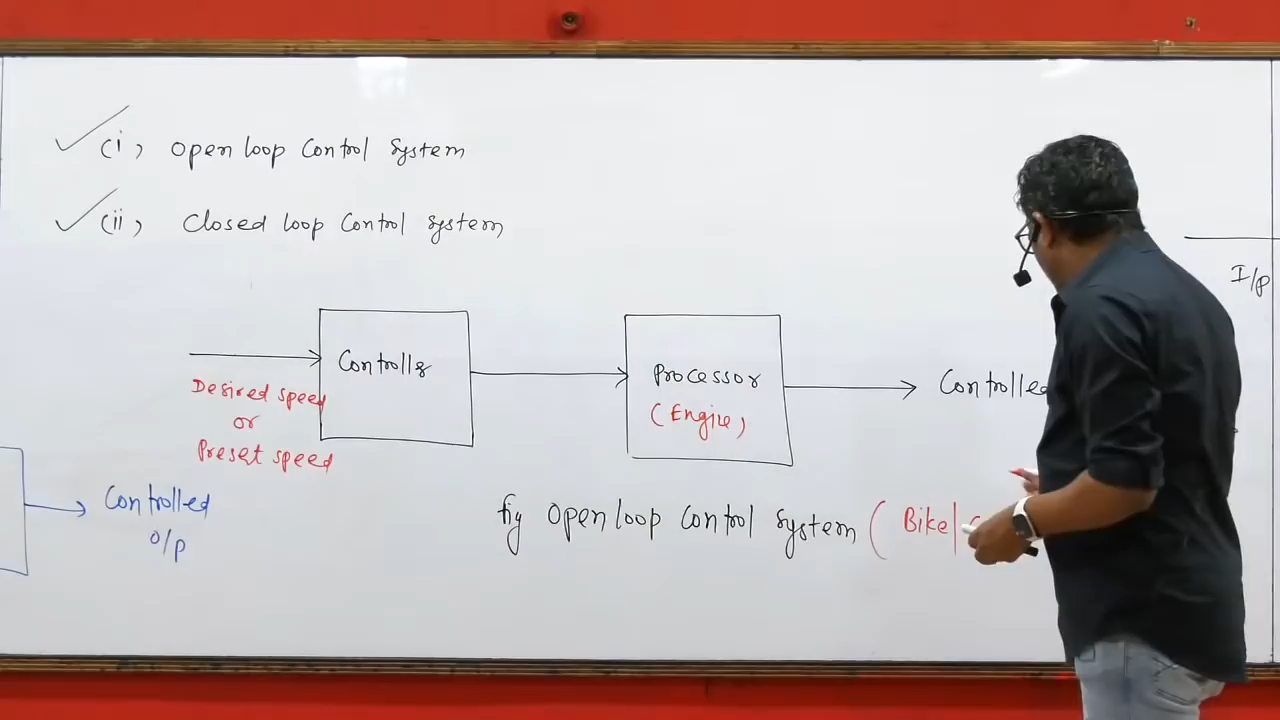 (i), Open loop Control System
(ii), Closed loop Control System
Controller
Processor
(Engine)
Controlled
Desired speed
or
Preset speed
Controlled
O/p
fig Open loop Control System ( Bike/
I/p